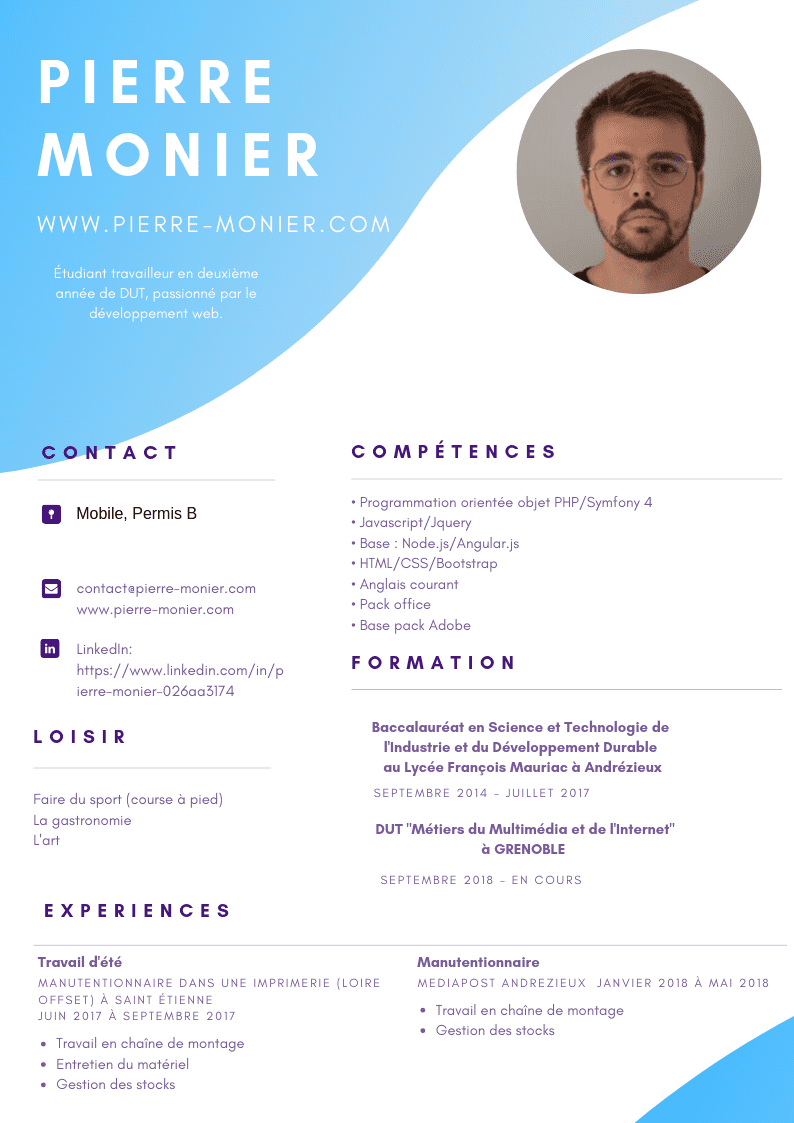 PIERRE
MONIER
WWW.PIERRE-MONIER.COM
Étudiant travailleur en deuxième
année de DUT, passionné par le
développement web.
CONTACT
Mobile, Permis B
contact@pierre-monier.com
www.pierre-monier.com
LinkedIn:
https://www.linkedin.com/in/p
ierre-monier-026aa3174
LOISIR
Faire du sport (course à pied)
La gastronomie
L'art
COMPÉTENCES
• Programmation orientée objet PHP/Symfony 4
• Javascript/Jquery
• Base : Node.js/Angular.js
• HTML/CSS/Bootstrap
• Anglais courant
• Pack office
• Base pack Adobe
FORMATION
Baccalauréat en Science et Technologie de
l'Industrie et du Développement Durable
au Lycée François Mauriac à Andrézieux
SEPTEMBRE 2014 - JUILLET 2017
DUT "Métiers du Multimédia et de l'Internet"
à GRENOBLE
SEPTEMBRE 2018 - EN COURS
EXPERIENCES
Travail d'été
MANUTENTIONNAIRE DANS UNE IMPRIMERIE (LOIRE
OFFSET) À SAINT ÉTIENNE
JUIN 2017 À SEPTEMBRE 2017
• Travail en chaîne de montage
• Entretien du matériel
• Gestion des stocks
Manutentionnaire
MEDIAPOST ANDREZIEUX JANVIER 2018 À MAI 2018
• Travail en chaîne de montage
• Gestion des stocks